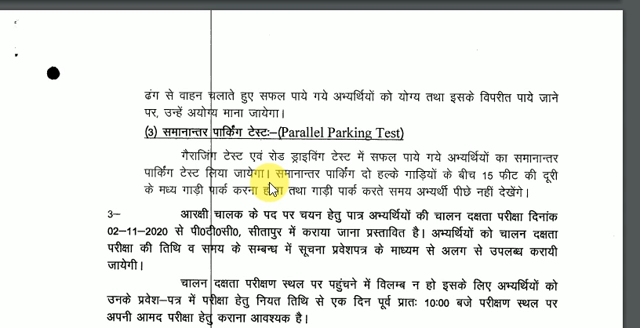 ढंग से वाहन चलाते हुए सफल पाये गये अभ्यर्थियों को योग्य तथा इसके विपरीत पाये जाने
पर, उन्हें अयोग्य माना जायेगा।
(3) समानान्तर पार्किंग टेस्टः–(Parallel Parking Test)
गैराजिंग टेस्ट एवं रोड ड्राइविंग टेस्ट में सफल पाये गये अभ्यर्थियों का समानान्तर
पार्किंग टेस्ट लिया जायेगा। समानान्तर पार्किंग दो हल्के गाड़ियों के बीच 15 फीट की दूरी
के मध्य गाड़ी पार्क करना होगा तथा गाड़ी पार्क करते समय अभ्यर्थी पीछे नहीं देखेंगे।
3– आरक्षी चालक के पद पर चयन हेतु पात्र अभ्यर्थियों की चालन दक्षता परीक्षा दिनांक
02–11–2020 से पी0टी0सी0, सीतापुर में कराया जाना प्रस्तावित है। अभ्यर्थियों को चालन दक्षता
परीक्षा की तिथि व समय के सम्बन्ध में सूचना प्रवेशपत्र के माध्यम से अलग से उपलब्ध करायी
जायेगी।
चालन दक्षता परीक्षण स्थल पर पहुंचने में विलम्ब न हो इसके लिए अभ्यर्थियों को
उनके प्रवेश–पत्र में परीक्षा हेतु नियत तिथि से एक दिन पूर्व प्रातः 10:00 बजे परीक्षण स्थल पर
अपनी आमद परीक्षा हेतु कराना आवश्यक है।